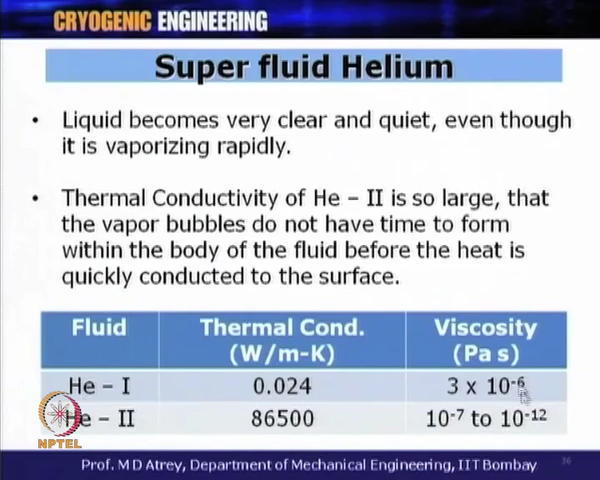 CRYOGENIC ENGINEERING
Super fluid Helium
• Liquid becomes very clear and quiet, even though
it is vaporizing rapidly.
• Thermal Conductivity of He – II is so large, that
the vapor bubbles do not have time to form
within the body of the fluid before the heat is
quickly conducted to the surface.
Fluid Thermal Cond. Viscosity
(W/m-K) (Pa s)
He – I 0.024 3 x 10⁻⁶
He – II 86500 10⁻⁷ to 10⁻¹²
NPTEL
Prof. M D Atrey, Department of Mechanical Engineering, IIT Bombay 36